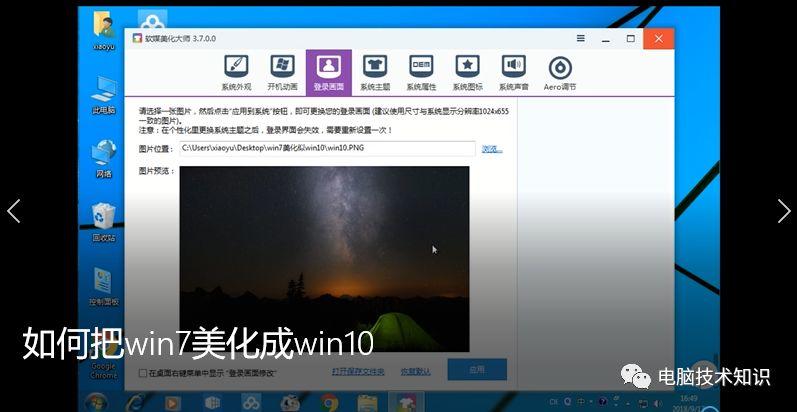 xiaoyu
此电脑
网络
回收站
控制面板
Google
Chrome
软媒美化大师 3.7.0.0
系统外观
开机动画
登录画面
系统主题
系统属性
系统图标
系统声音
Aero调节
OEM
请选择一张图片，然后点击"应用到系统"按钮，即可更换您的登录画面 (建议使用尺寸与系统显示分辨率1024x655
一致的图片)。
注意：在个性化里更换系统主题之后，登录界面会失效，需要重新设置一次！
图片位置：
C:\Users\xiaoyu\Desktop\win7美化拟win10\win10.PNG
浏览...
图片预览：
如何把win7美化成win10
在桌面右键菜单中显示 "登录画面修改"
打开保存文件夹
恢复默认
应用
电脑技术知识
CH
16:49